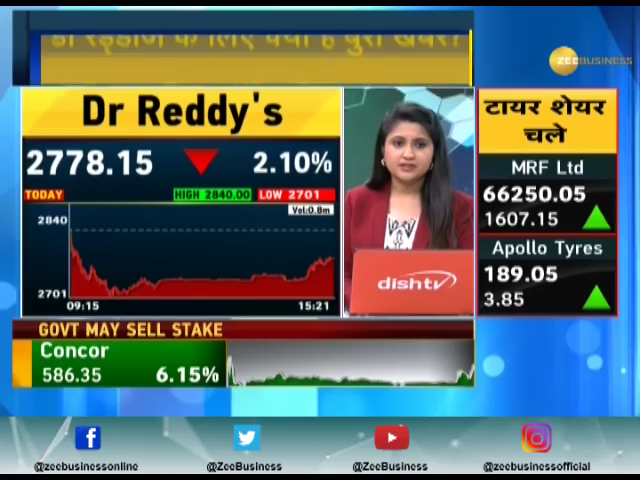 डॉ रेड्डीज के लिए क्या है बुरी खबर?
ZEEBUSINESS
Dr Reddy's
2778.15 2.10%
TODAY HIGH 2840.00 LOW 2701
Vel:0.8m
2840
2701
09:15 15:21
dishtv
टायर शेयर
चले
MRF Ltd
66250.05
1607.15
Apollo Tyres
189.05
3.85
GOVT MAY SELL STAKE
Concor
586.35 6.15%
@zeebusinessonline @ZeeBusiness @ZeeBusiness @zeebusinessofficial